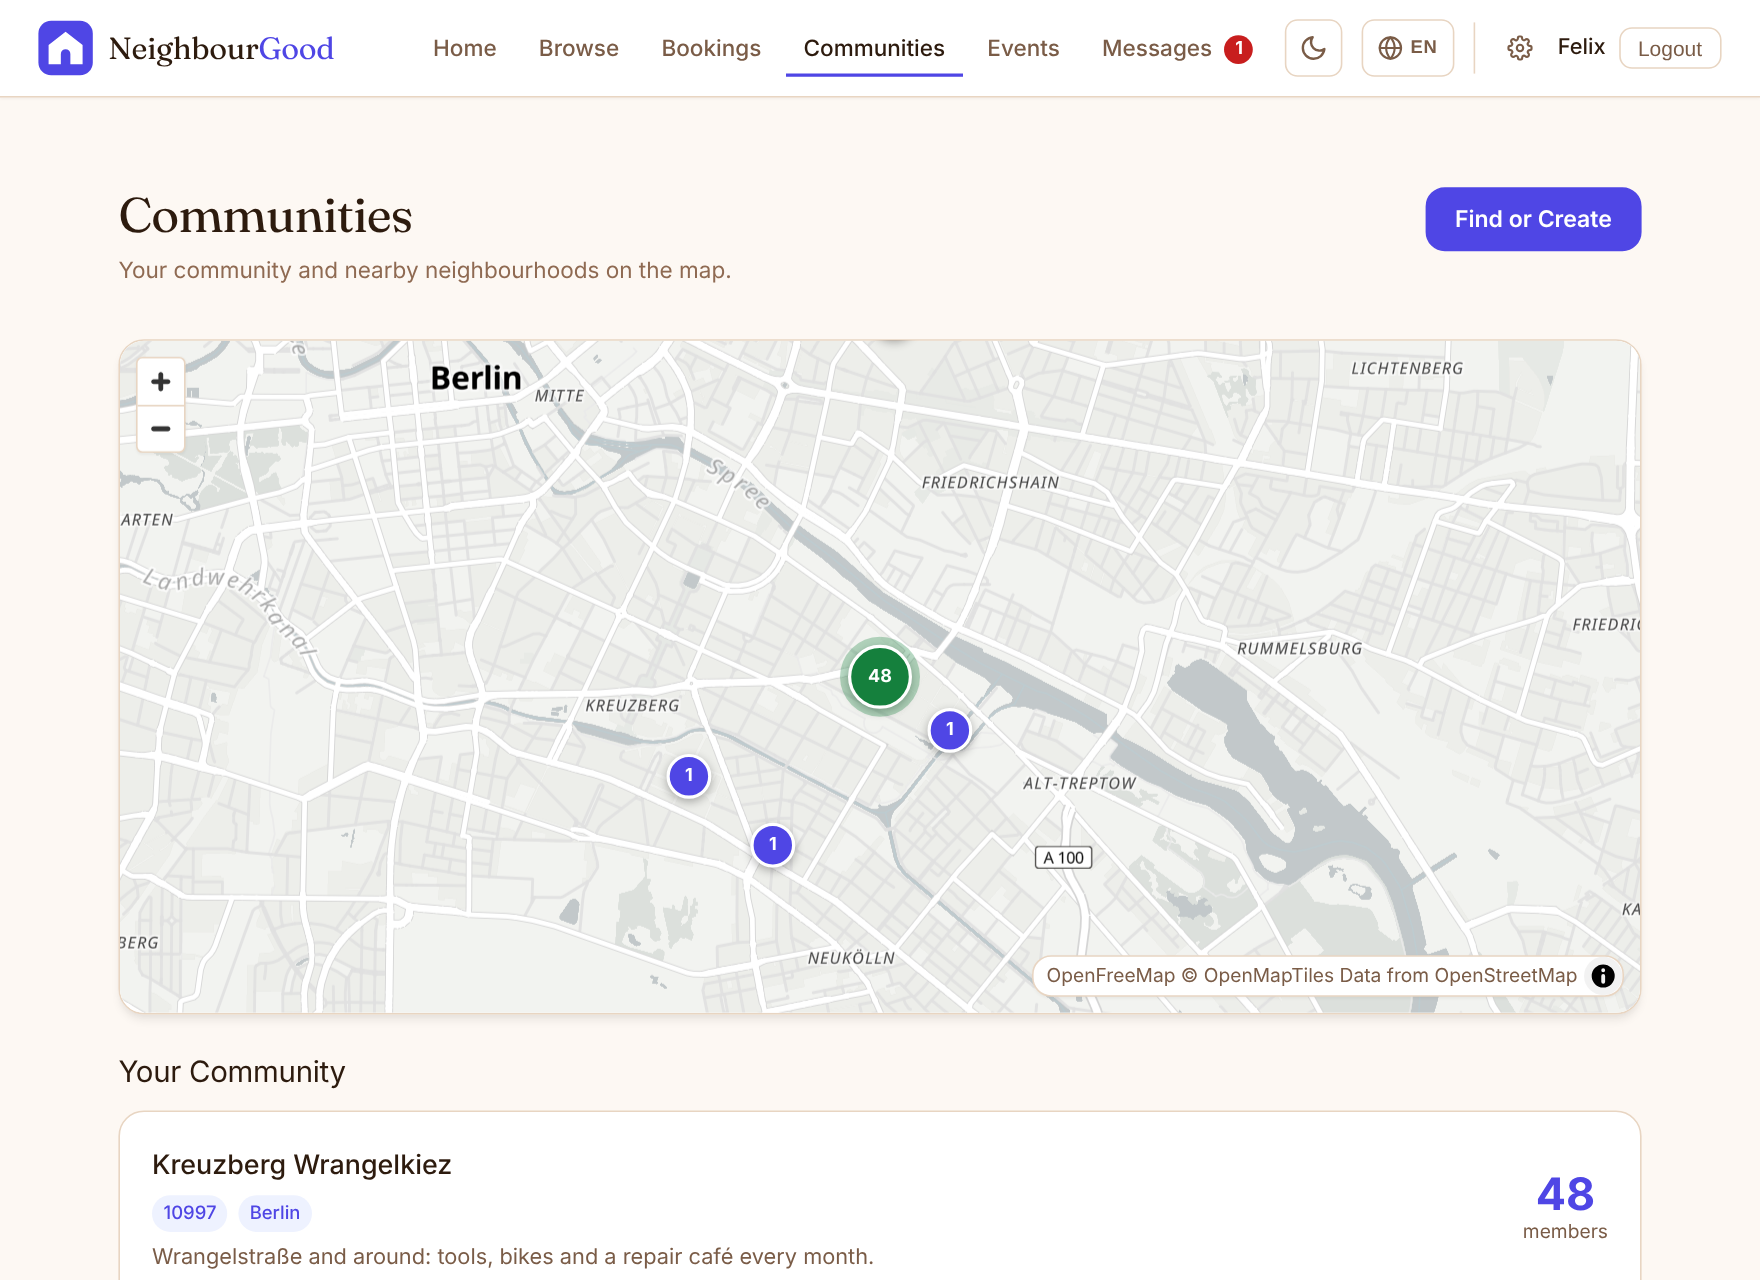 NeighbourGood
Home
Browse
Bookings
Communities
Events
Messages 1
EN
Felix
Logout
Communities
Find or Create
Your community and nearby neighbourhoods on the map.
+
−
Berlin
MITTE
LICHTENBERG
Spree
FRIEDRICHSHAIN
ARTEN
Landwehrkanal
FRIEDRIC
RUMMELSBURG
48
KREUZBERG
1
1
ALT-TREPTOW
1
A 100
KA
BERG
NEUKÖLLN
OpenFreeMap © OpenMapTiles Data from OpenStreetMap
Your Community
Kreuzberg Wrangelkiez
10997
Berlin
48
members
Wrangelstraße and around: tools, bikes and a repair café every month.